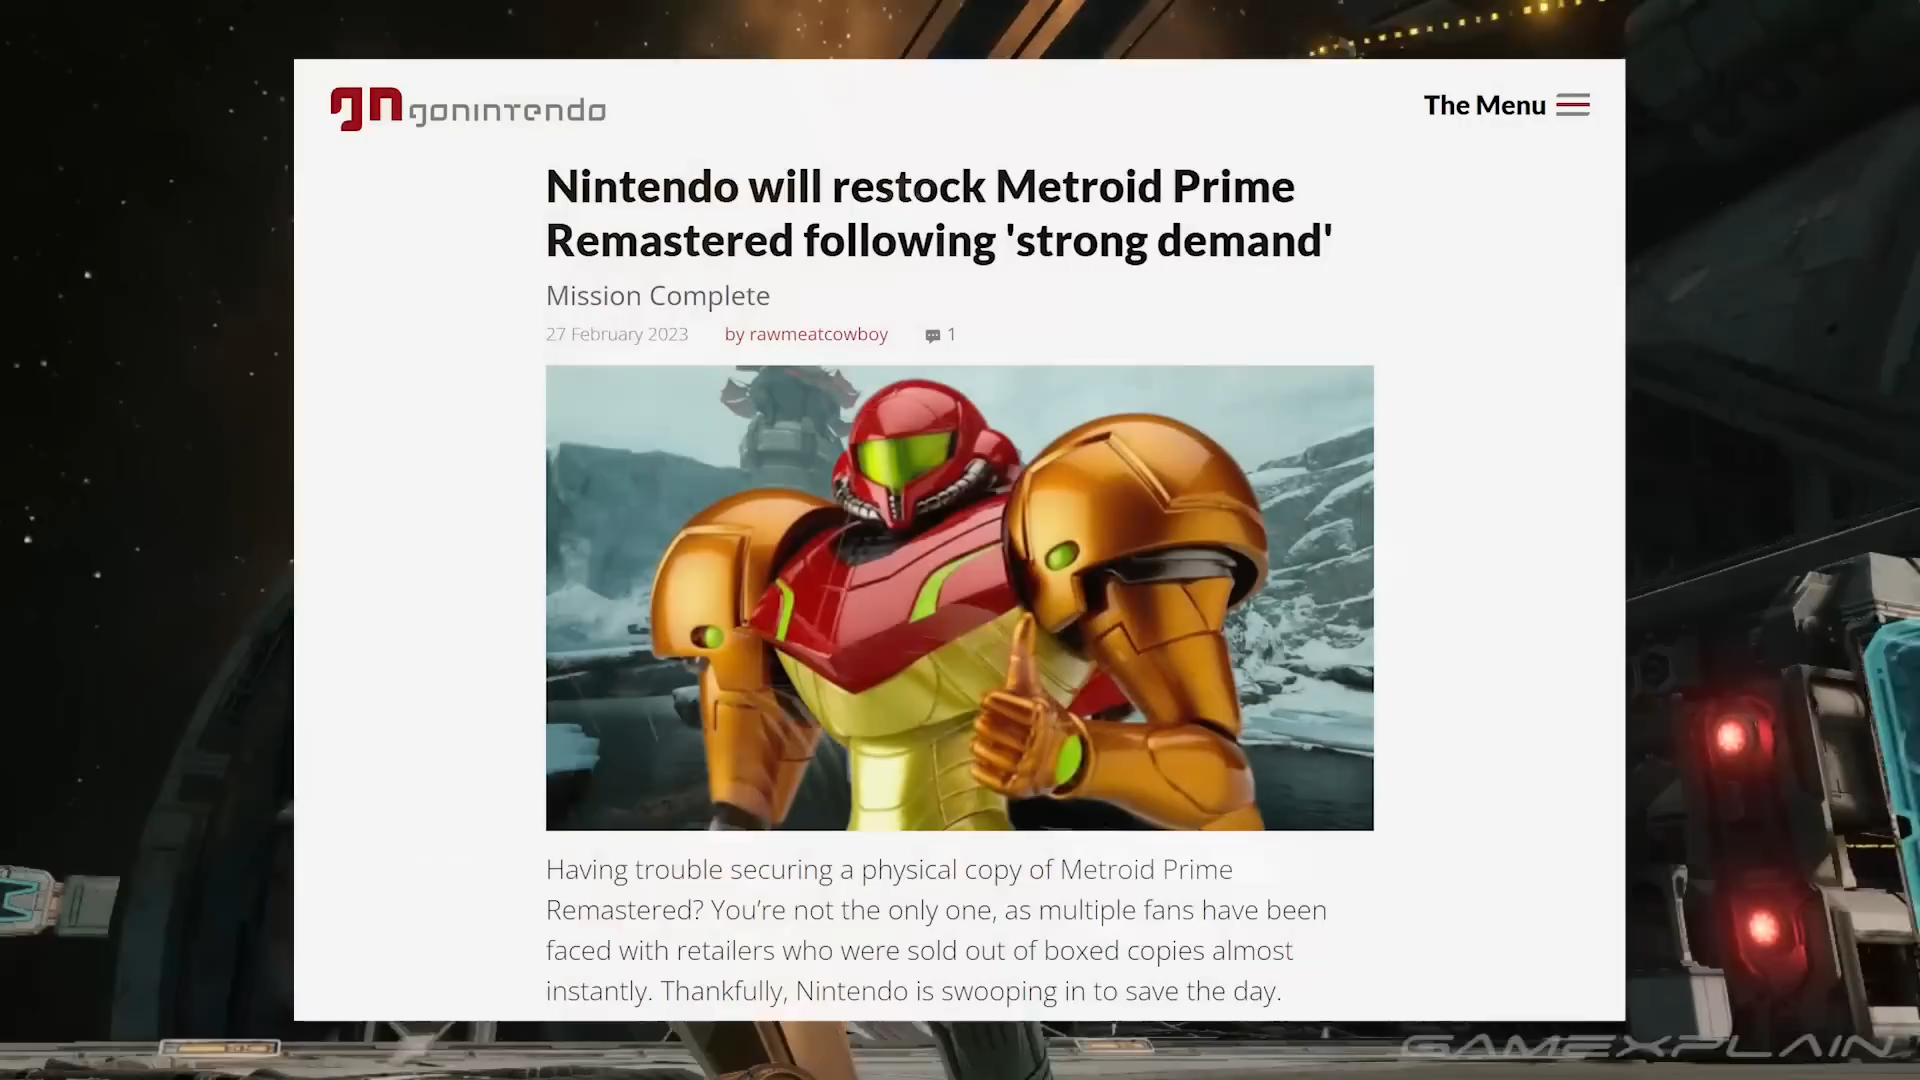 gn gonintendo
The Menu
Nintendo will restock Metroid Prime
Remastered following 'strong demand'
Mission Complete
27 February 2023 by rawmeatcowboy 1
Having trouble securing a physical copy of Metroid Prime
Remastered? You’re not the only one, as multiple fans have been
faced with retailers who were sold out of boxed copies almost
instantly. Thankfully, Nintendo is swooping in to save the day.
GAMEXPLAIN